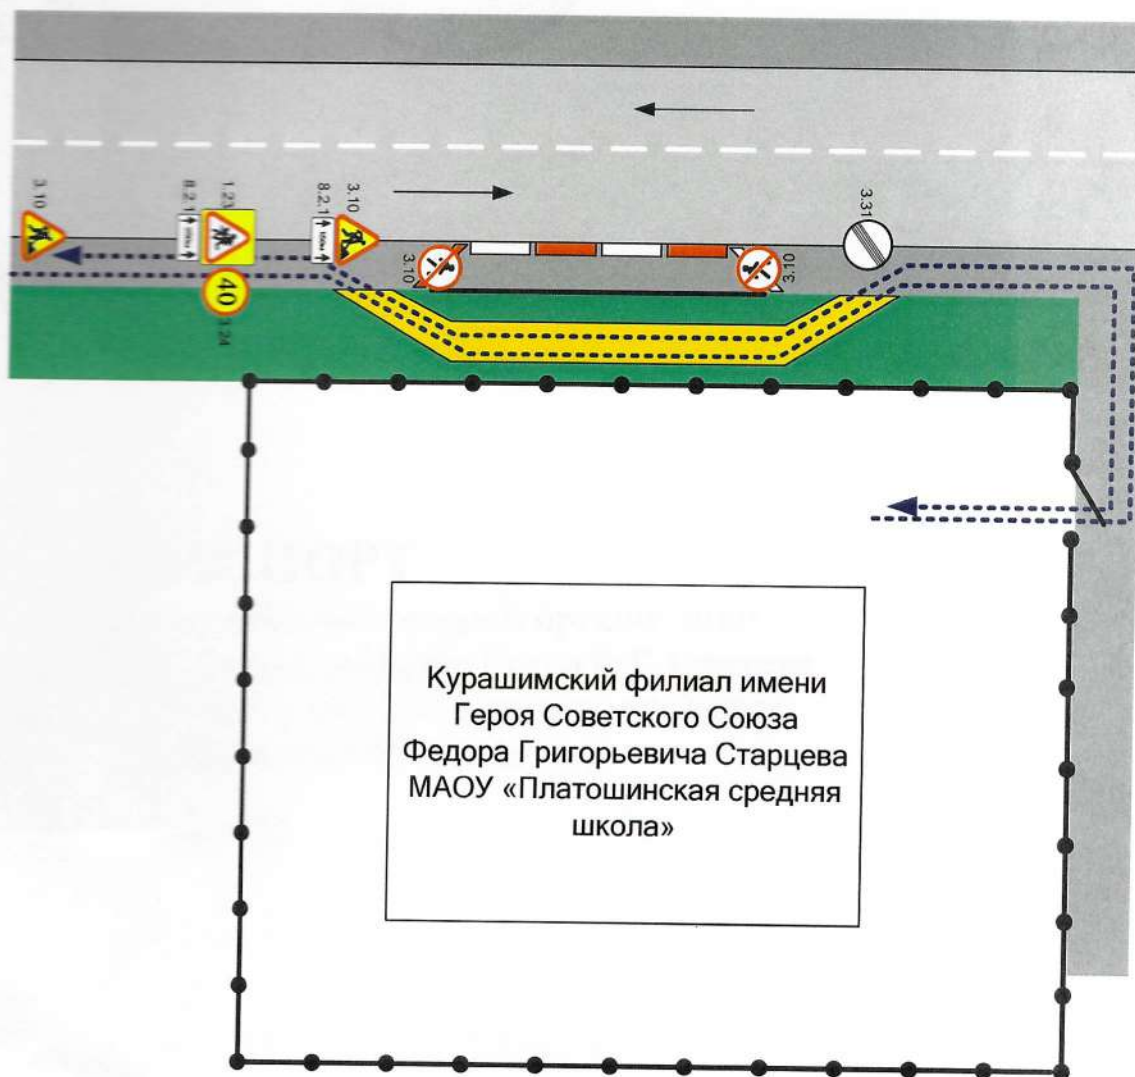 3.10
8.2.1
1.23
40
3.24
8.2.1
3.10
3.10
3.10
3.31
Курашимский филиал имени
Героя Советского Союза
Федора Григорьевича Старцева
МАОУ «Платошинская средняя
школа»